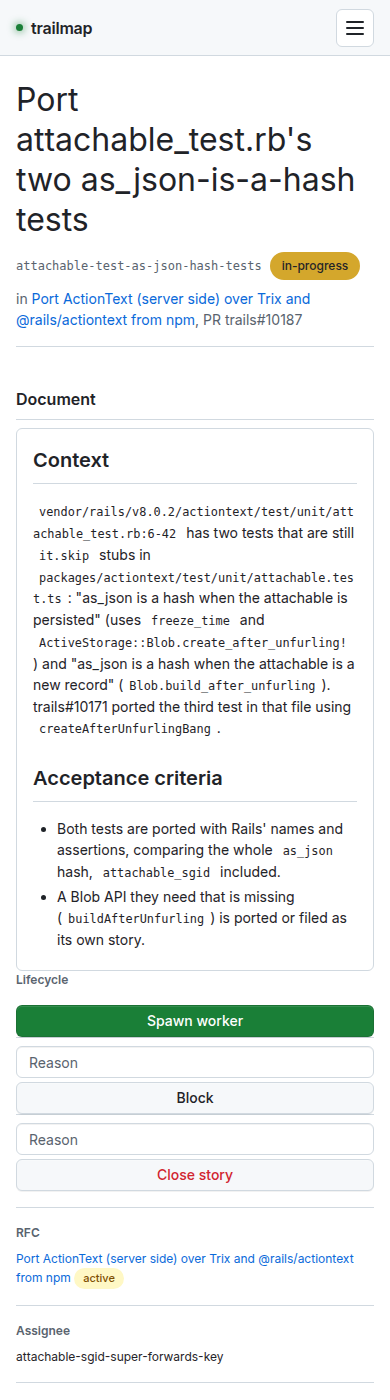 trailmap
Port
attachable_test.rb's
two as_json-is-a-hash
tests
attachable-test-as-json-hash-tests in-progress
in Port ActionText (server side) over Trix and
@rails/actiontext from npm, PR trails#10187
Document
Context
vendor/rails/v8.0.2/actiontext/test/unit/att
achable_test.rb:6-42 has two tests that are still
it.skip stubs in
packages/actiontext/test/unit/attachable.tes
t.ts : "as_json is a hash when the attachable is
persisted" (uses freeze_time and
ActiveStorage::Blob.create_after_unfurling!
) and "as_json is a hash when the attachable is a
new record" ( Blob.build_after_unfurling ).
trails#10171 ported the third test in that file using
createAfterUnfurlingBang .
Acceptance criteria
• Both tests are ported with Rails' names and
assertions, comparing the whole as_json
hash, attachable_sgid included.
• A Blob API they need that is missing
( buildAfterUnfurling ) is ported or filed as
its own story.
Lifecycle
Spawn worker
Reason
Block
Reason
Close story
RFC
Port ActionText (server side) over Trix and @rails/actiontext
from npm active
Assignee
attachable-sgid-super-forwards-key